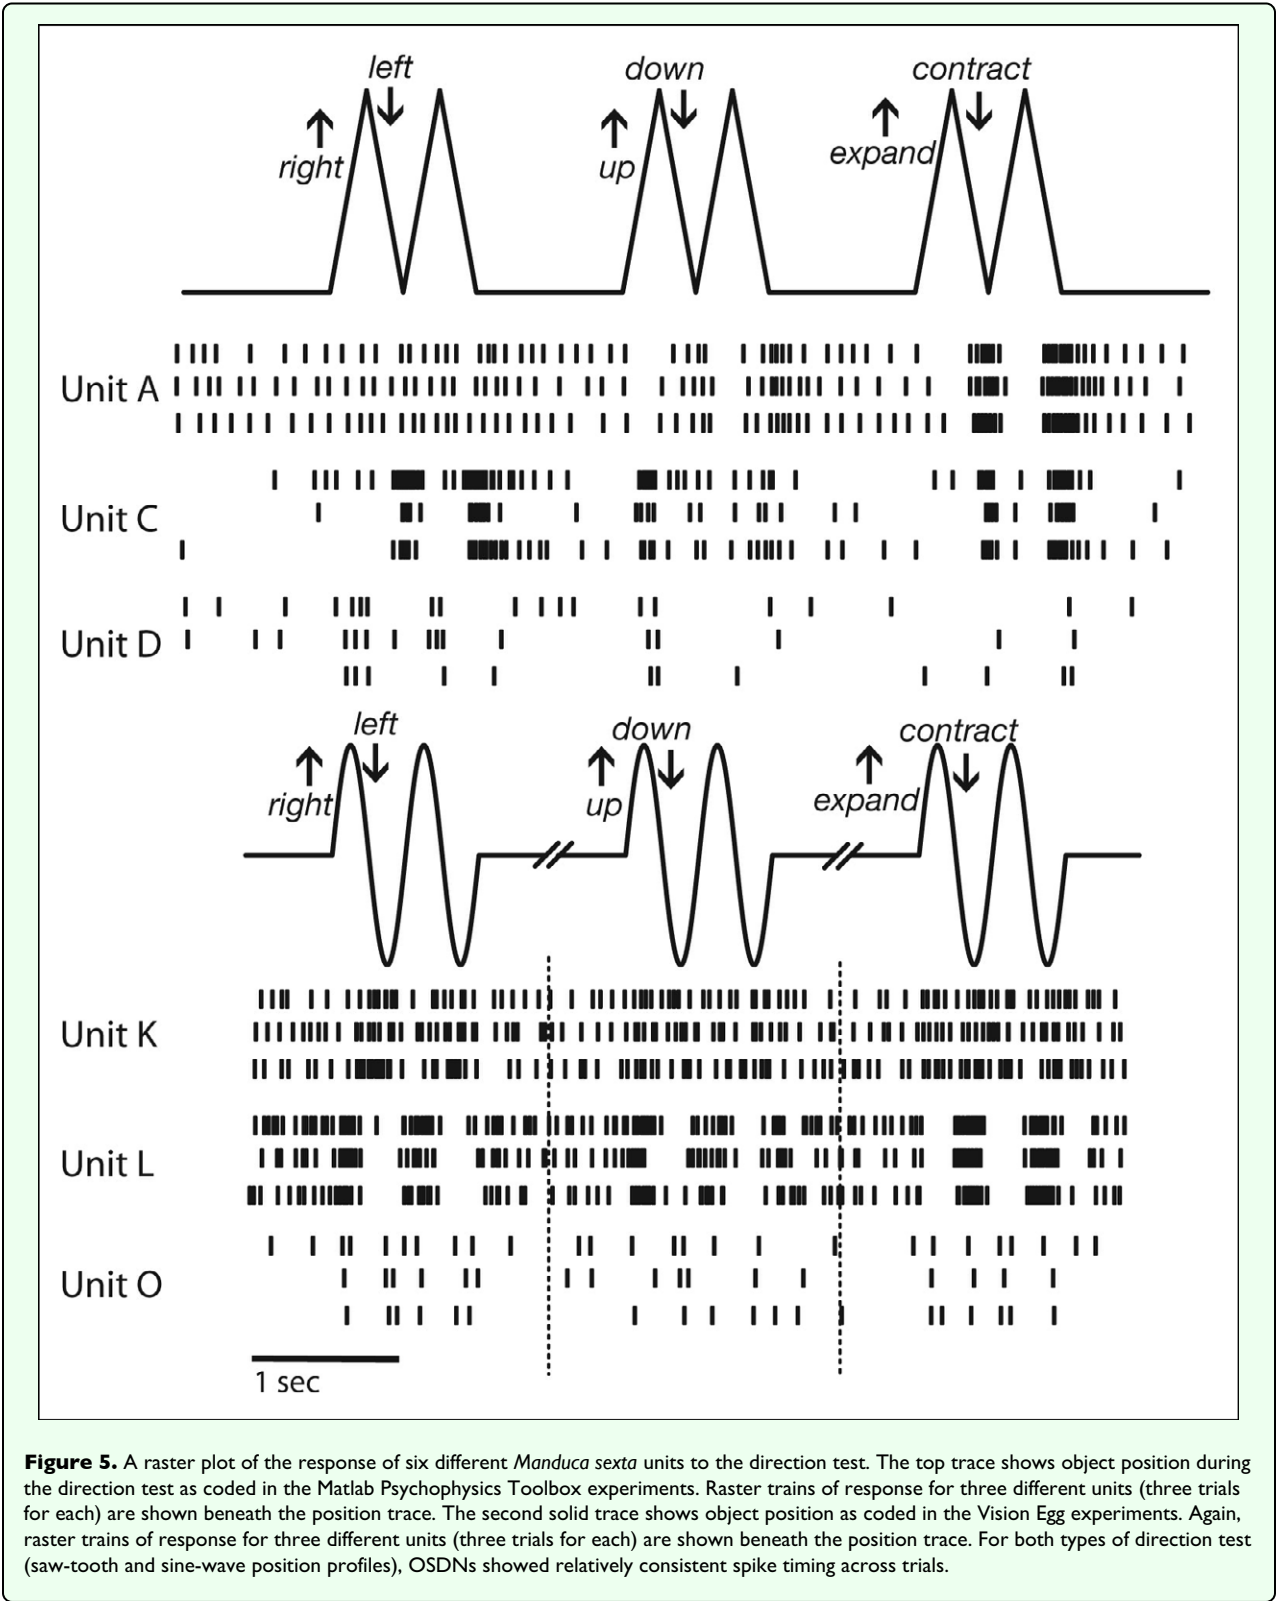 left
down
contract
right
up
expand
Unit A
Unit C
Unit D
left
down
contract
right
up
expand
Unit K
Unit L
Unit O
1 sec
Figure 5. A raster plot of the response of six different Manduca sexta units to the direction test. The top trace shows object position during
the direction test as coded in the Matlab Psychophysics Toolbox experiments. Raster trains of response for three different units (three trials
for each) are shown beneath the position trace. The second solid trace shows object position as coded in the Vision Egg experiments. Again,
raster trains of response for three different units (three trials for each) are shown beneath the position trace. For both types of direction test
(saw-tooth and sine-wave position profiles), OSDNs showed relatively consistent spike timing across trials.